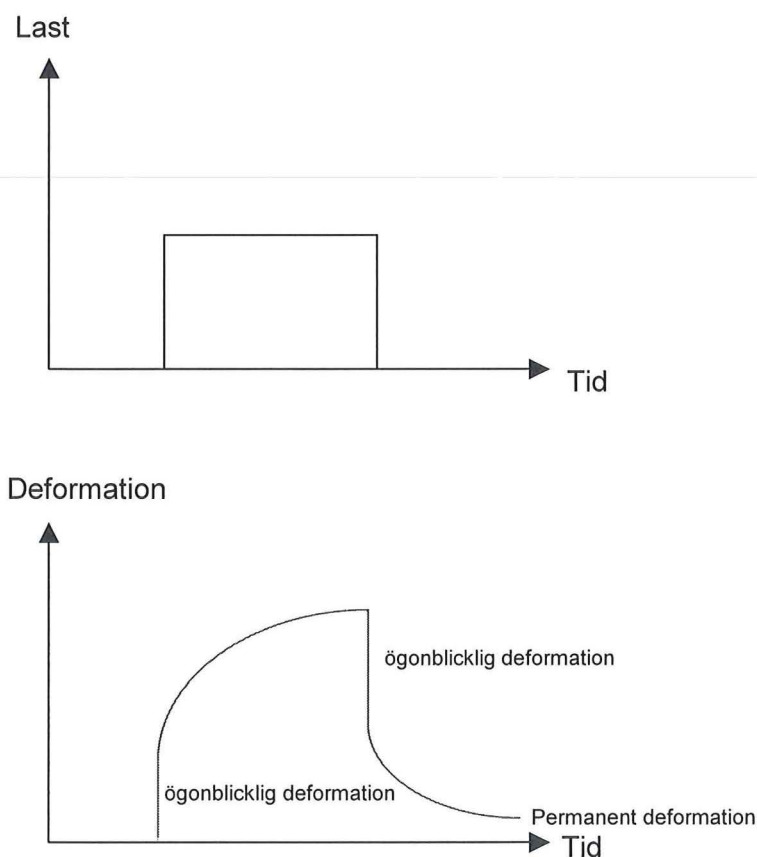 Last
Tid
Deformation
ögonblicklig deformation
ögonblicklig deformation
Permanent deformation
Tid